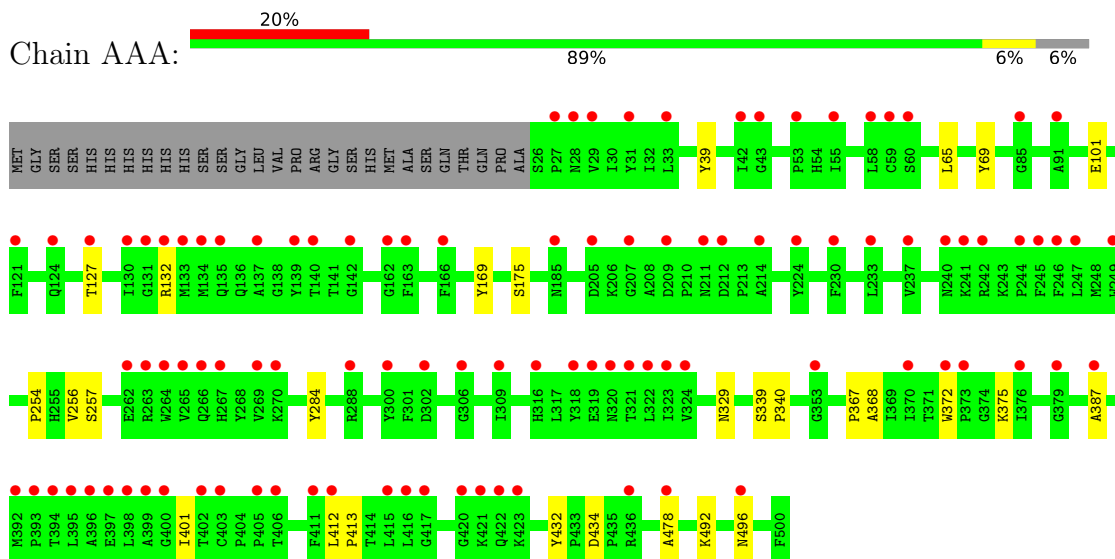 20%
Chain AAA:
89% 6% 6%
MET GLY SER SER HIS HIS HIS HIS HIS HIS SER SER GLY LEU VAL PRO ARG GLY SER HIS MET ALA SER GLN THR GLN PRO ALA S26 P27 N28 V29 I30 Y31 I32 L33 Y39 I42 G43 P53 H54 I55 L58 C59 S60 L65 Y69 G85 A91 E101
F121 Q124 T127 I130 G131 R132 M133 M134 Q135 Q136 A137 G138 Y139 T140 T141 G142 G162 F163 F166 Y169 S175 N185 D205 K206 G207 A208 D209 P210 N211 D212 P213 A214 Y224 F230 L233 V237 N240 K241 R242 K243 P244 F245 F246 L247 M248 W249
P254 H255 V256 S257 E262 R263 W264 V265 Q266 H267 Y268 V269 K270 Y284 R288 Y300 F301 D302 G306 I309 H316 L317 Y318 E319 N320 T321 L322 I323 V324 N329 S339 P340 G353 P367 A368 I369 I370 T371 W372 P373 G374 K375 I376 G379 A387
M392 P393 T394 L395 A396 E397 L398 A399 G400 I401 T402 C403 P404 P405 T406 F411 L412 P413 T414 L415 L416 G417 G420 K421 Q422 K423 Y432 P433 D434 P435 R436 A478 K492 N496 F500